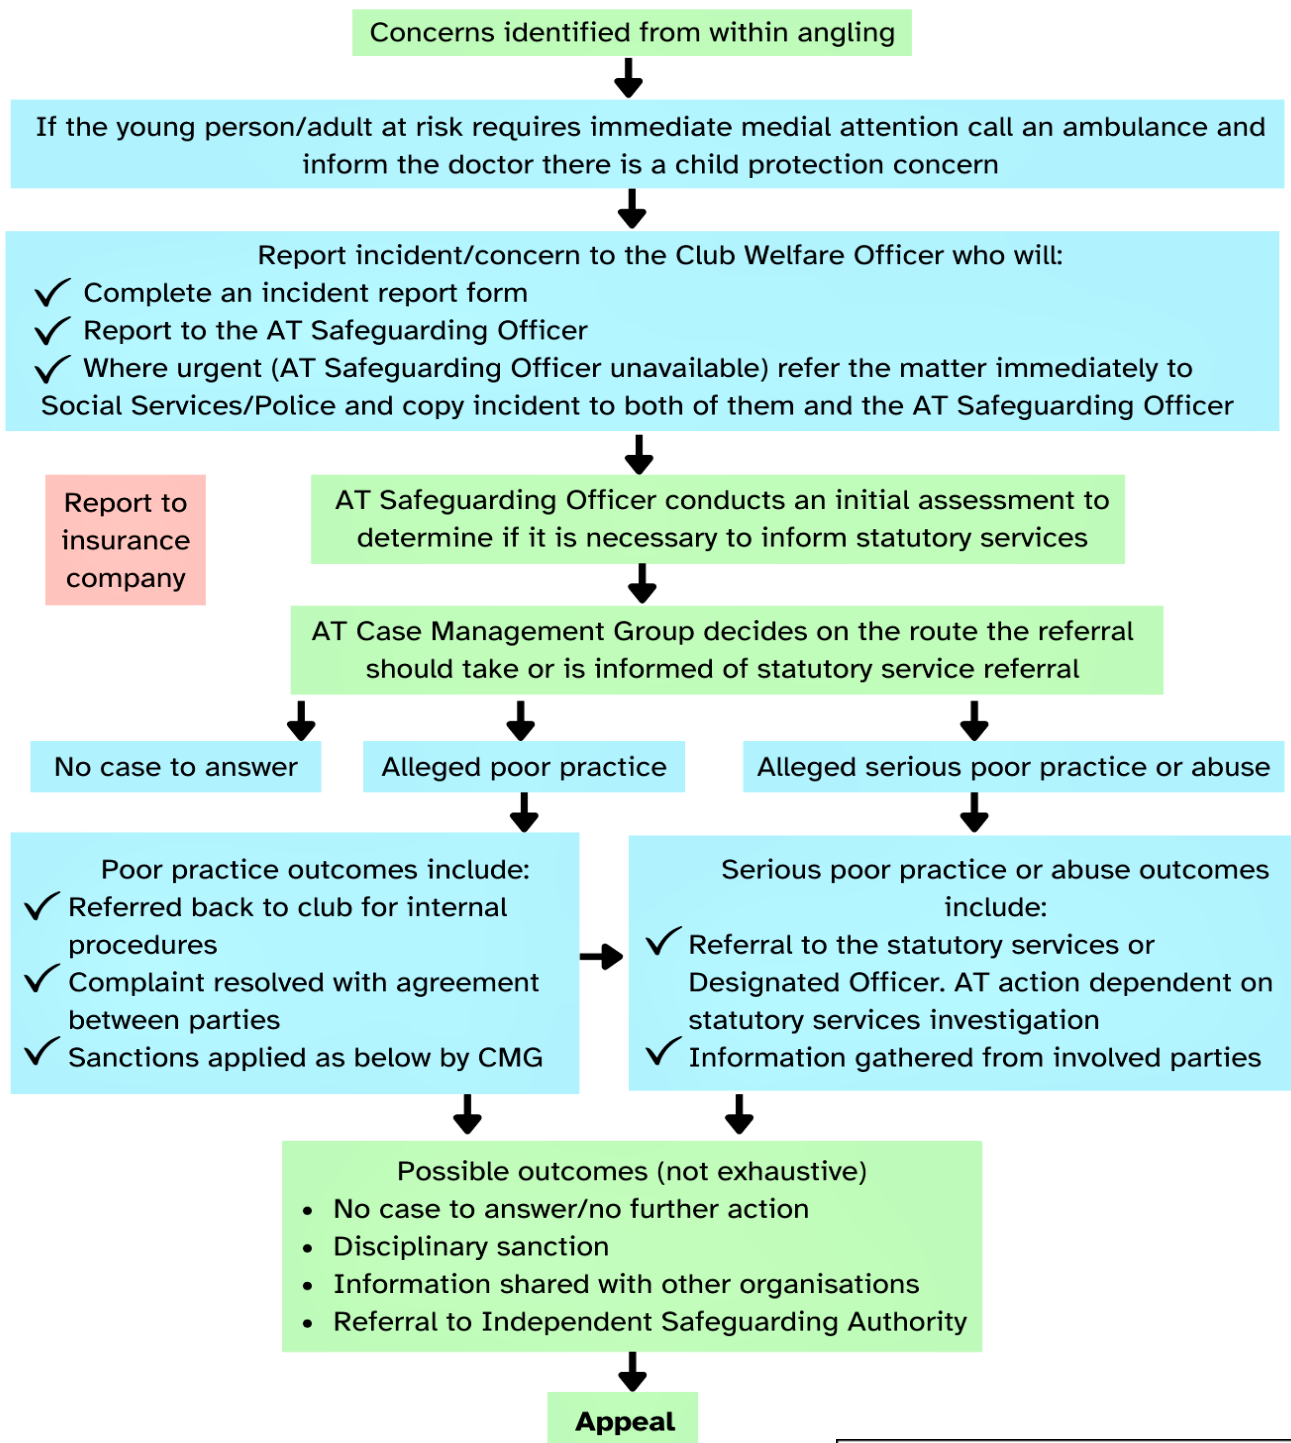 Concerns identified from within angling
If the young person/adult at risk requires immediate medial attention call an ambulance and
inform the doctor there is a child protection concern
Report incident/concern to the Club Welfare Officer who will:
✓ Complete an incident report form
✓ Report to the AT Safeguarding Officer
✓ Where urgent (AT Safeguarding Officer unavailable) refer the matter immediately to
Social Services/Police and copy incident to both of them and the AT Safeguarding Officer
Report to
insurance
company
AT Safeguarding Officer conducts an initial assessment to
determine if it is necessary to inform statutory services
AT Case Management Group decides on the route the referral
should take or is informed of statutory service referral
No case to answer
Alleged poor practice
Alleged serious poor practice or abuse
Poor practice outcomes include:
✓ Referred back to club for internal
procedures
✓ Complaint resolved with agreement
between parties
✓ Sanctions applied as below by CMG
Serious poor practice or abuse outcomes
include:
✓ Referral to the statutory services or
Designated Officer. AT action dependent on
statutory services investigation
✓ Information gathered from involved parties
Possible outcomes (not exhaustive)
• No case to answer/no further action
• Disciplinary sanction
• Information shared with other organisations
• Referral to Independent Safeguarding Authority
Appeal